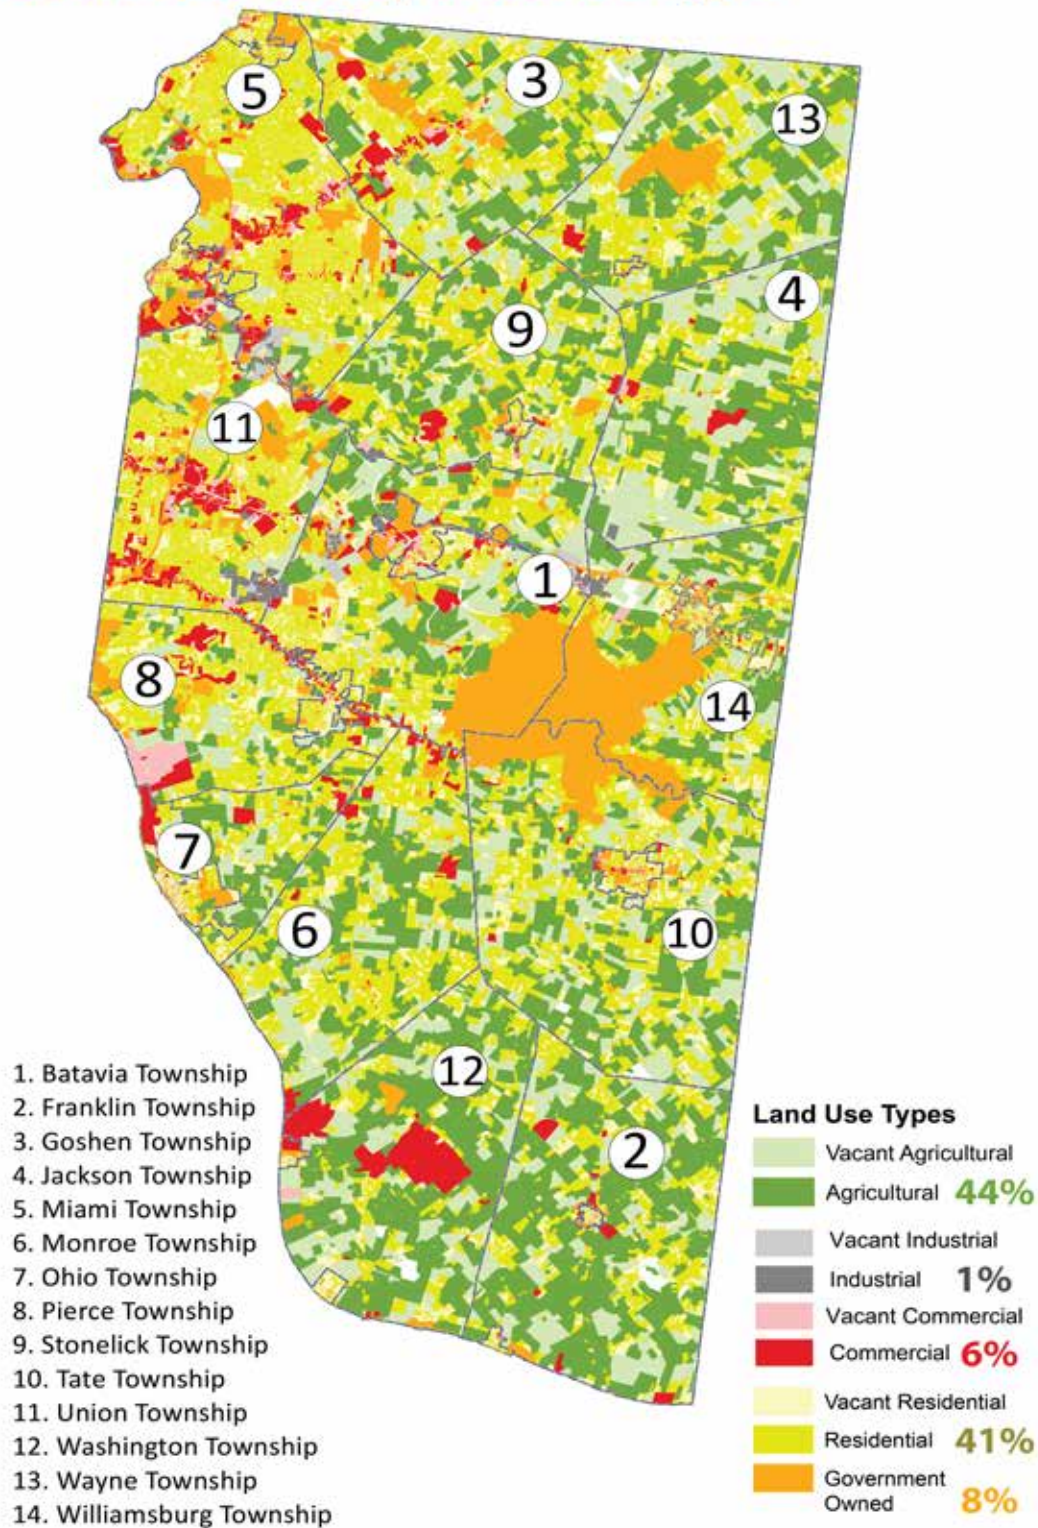 5
3
13
4
9
11
1
8
14
7
6
10
12
2
1. Batavia Township
2. Franklin Township
3. Goshen Township
4. Jackson Township
5. Miami Township
6. Monroe Township
7. Ohio Township
8. Pierce Township
9. Stonelick Township
10. Tate Township
11. Union Township
12. Washington Township
13. Wayne Township
14. Williamsburg Township
Land Use Types
Vacant Agricultural
Agricultural 44%
Vacant Industrial
Industrial 1%
Vacant Commercial
Commercial 6%
Vacant Residential
Residential 41%
Government
Owned 8%